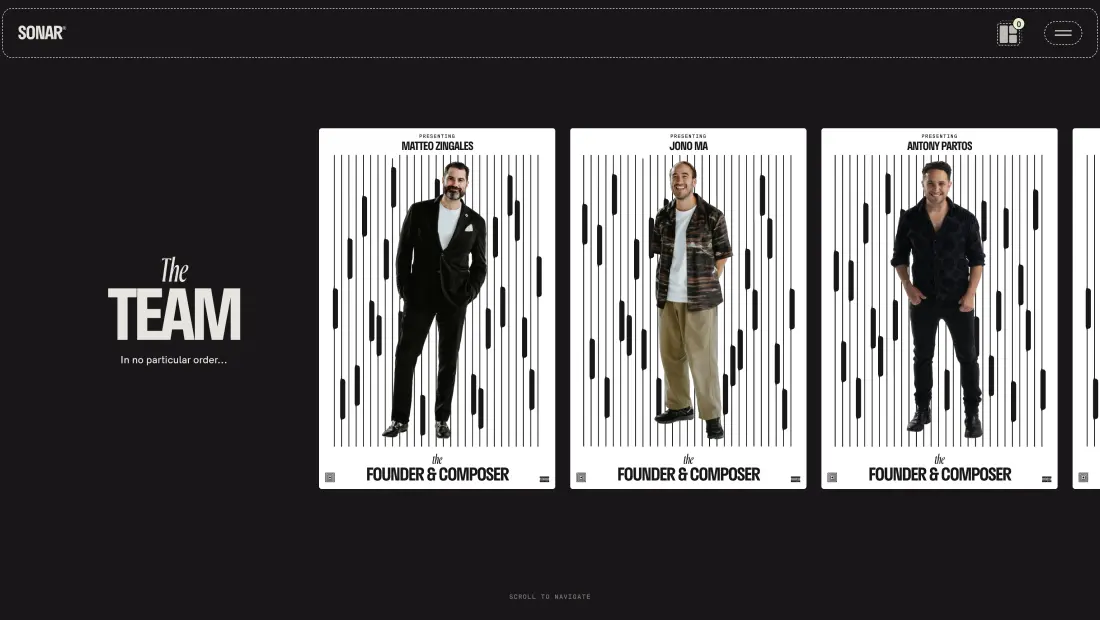 SONAR®
0
The
TEAM
In no particular order...
PRESENTING
MATTEO ZINGALES
the
FOUNDER & COMPOSER
PRESENTING
JONO MA
the
FOUNDER & COMPOSER
PRESENTING
ANTONY PARTOS
the
FOUNDER & COMPOSER
SCROLL TO NAVIGATE